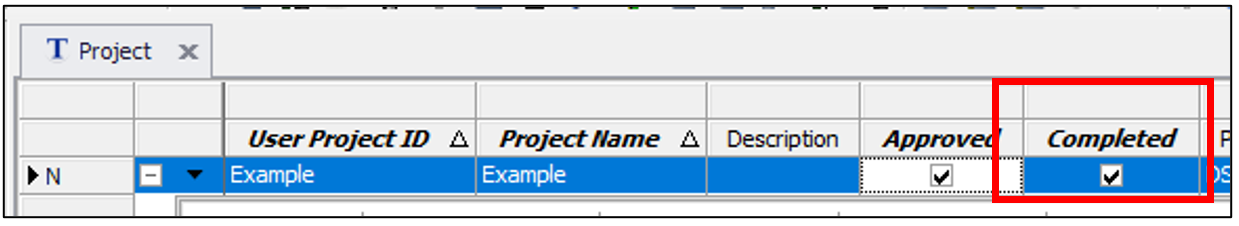 T Project x
User Project ID △ Project Name △ Description Approved Completed P
N Example Example